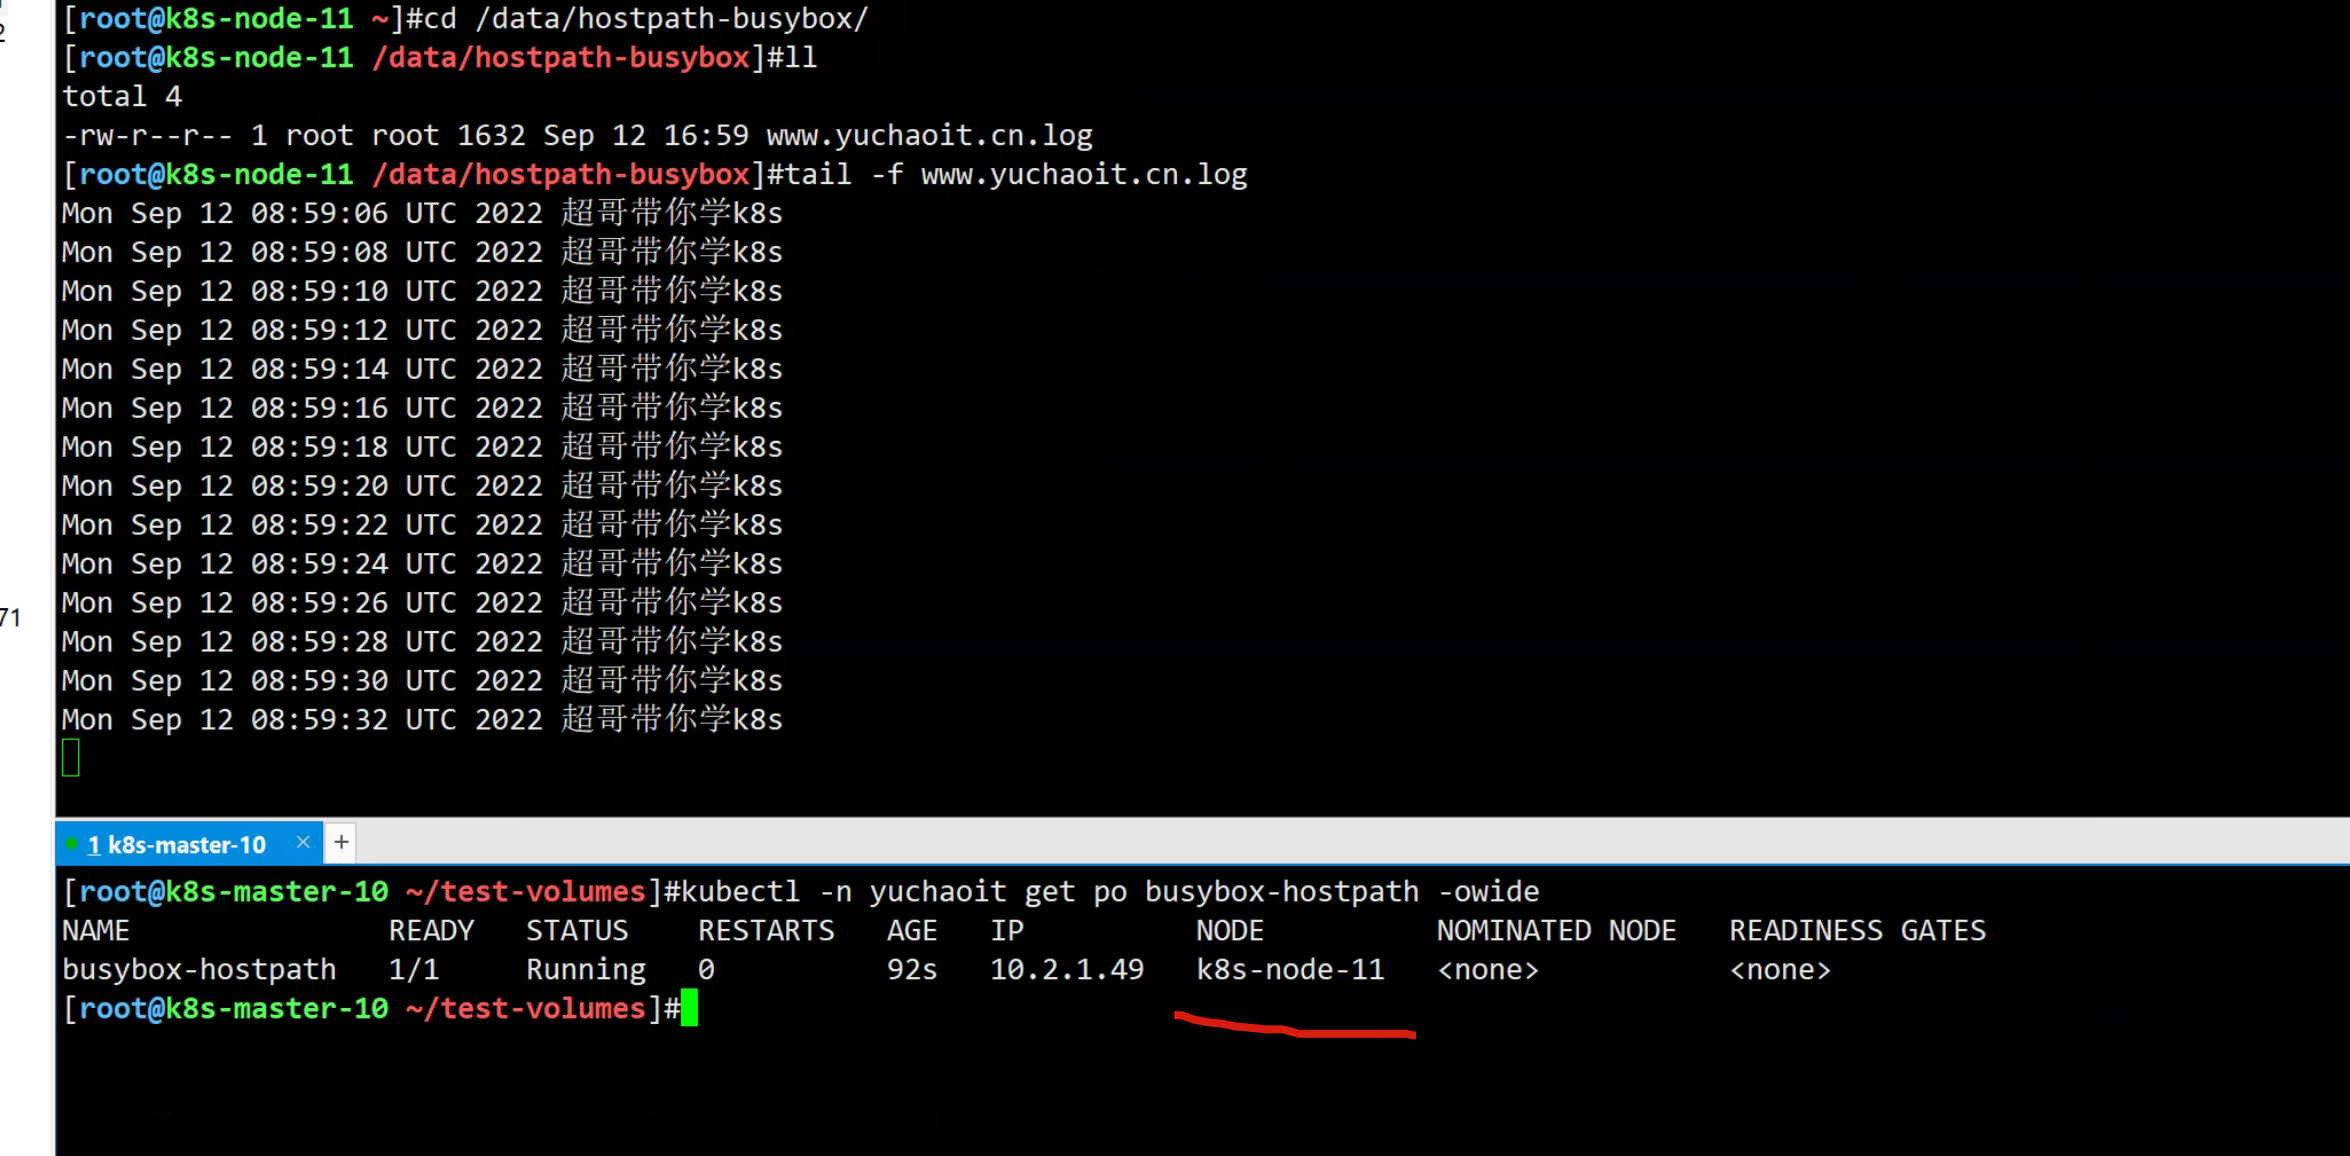 [root@k8s-node-11 ~]#cd /data/hostpath-busybox/
[root@k8s-node-11 /data/hostpath-busybox]#ll
total 4
-rw-r--r-- 1 root root 1632 Sep 12 16:59 www.yuchaoit.cn.log
[root@k8s-node-11 /data/hostpath-busybox]#tail -f www.yuchaoit.cn.log
Mon Sep 12 08:59:06 UTC 2022 超哥带你学k8s
Mon Sep 12 08:59:08 UTC 2022 超哥带你学k8s
Mon Sep 12 08:59:10 UTC 2022 超哥带你学k8s
Mon Sep 12 08:59:12 UTC 2022 超哥带你学k8s
Mon Sep 12 08:59:14 UTC 2022 超哥带你学k8s
Mon Sep 12 08:59:16 UTC 2022 超哥带你学k8s
Mon Sep 12 08:59:18 UTC 2022 超哥带你学k8s
Mon Sep 12 08:59:20 UTC 2022 超哥带你学k8s
Mon Sep 12 08:59:22 UTC 2022 超哥带你学k8s
Mon Sep 12 08:59:24 UTC 2022 超哥带你学k8s
Mon Sep 12 08:59:26 UTC 2022 超哥带你学k8s
71
Mon Sep 12 08:59:28 UTC 2022 超哥带你学k8s
Mon Sep 12 08:59:30 UTC 2022 超哥带你学k8s
Mon Sep 12 08:59:32 UTC 2022 超哥带你学k8s
1 k8s-master-10 × +
[root@k8s-master-10 ~/test-volumes]#kubectl -n yuchaoit get po busybox-hostpath -owide
NAME READY STATUS RESTARTS AGE IP NODE NOMINATED NODE READINESS GATES
busybox-hostpath 1/1 Running 0 92s 10.2.1.49 k8s-node-11 <none> <none>
[root@k8s-master-10 ~/test-volumes]#